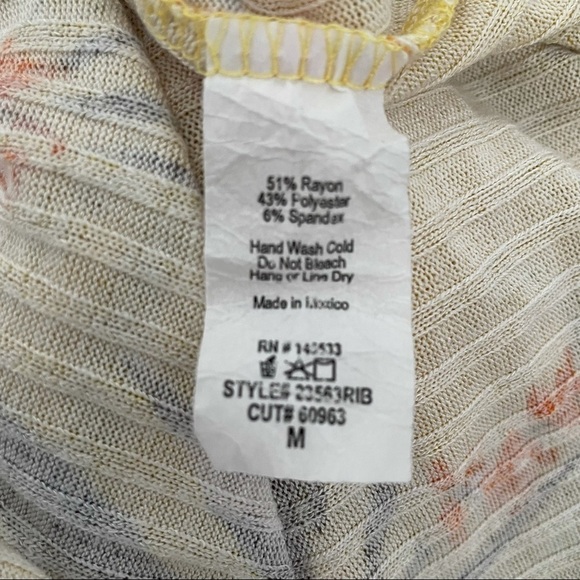 51% Rayon
43% Polyester
6% Spandex
Hand Wash Cold
Do Not Bleach
Hang or Line Dry
Made in Mexico
RN #
STYLE# 23563RIB
CUT# 60963
M